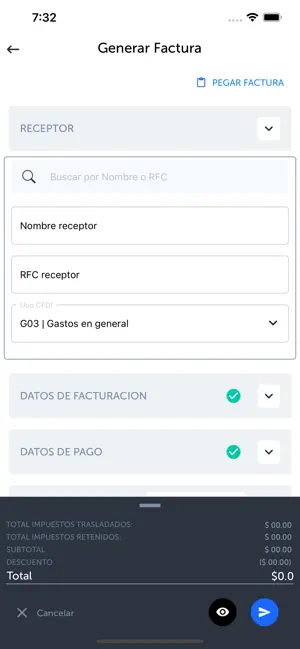 7:32
Generar Factura
PEGAR FACTURA
RECEPTOR
Buscar por Nombre o RFC
Nombre receptor
RFC receptor
Uso CFDI
G03 | Gastos en general
DATOS DE FACTURACION
DATOS DE PAGO
TOTAL IMPUESTOS TRASLADADOS: $ 00.00
TOTAL IMPUESTOS RETENIDOS: $ 00.00
SUBTOTAL $ 00.00
DESCUENTO ($ 00.00)
Total $0.0
Cancelar